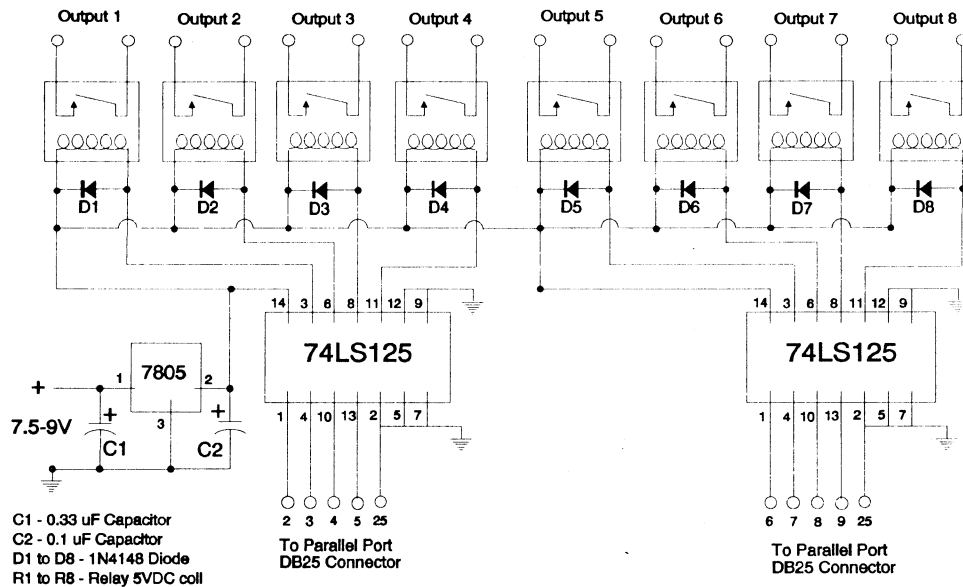 Output 1 Output 2 Output 3 Output 4 Output 5 Output 6 Output 7 Output 8
D1 D2 D3 D4 D5 D6 D7 D8
14 3 6 8 11 12 9
14 3 6 8 11 12 9
74LS125
74LS125
7805
1 2
3
+
+
+
7.5-9V
C1
C2
1 4 10 13 2 5 7
1 4 10 13 2 5 7
2 3 4 5 25
6 7 8 9 25
To Parallel Port
DB25 Connector
To Parallel Port
DB25 Connector
C1 - 0.33 uF Capacitor
C2 - 0.1 uF Capacitor
D1 to D8 - 1N4148 Diode
R1 to R8 - Relay 5VDC coil